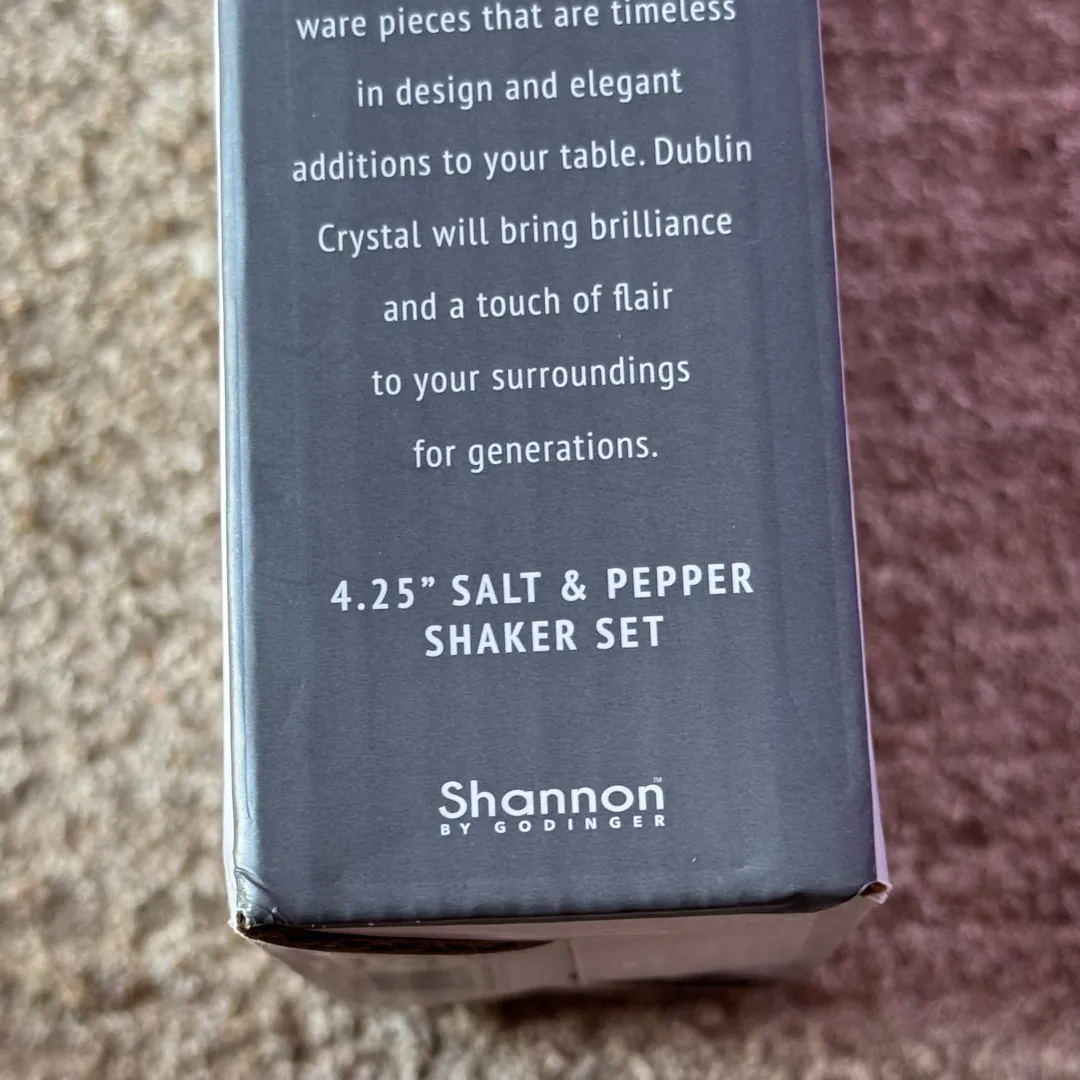 ware pieces that are timeless
in design and elegant
additions to your table. Dublin
Crystal will bring brilliance
and a touch of flair
to your surroundings
for generations.
4.25” SALT & PEPPER
SHAKER SET
Shannon™
BY GODINGER